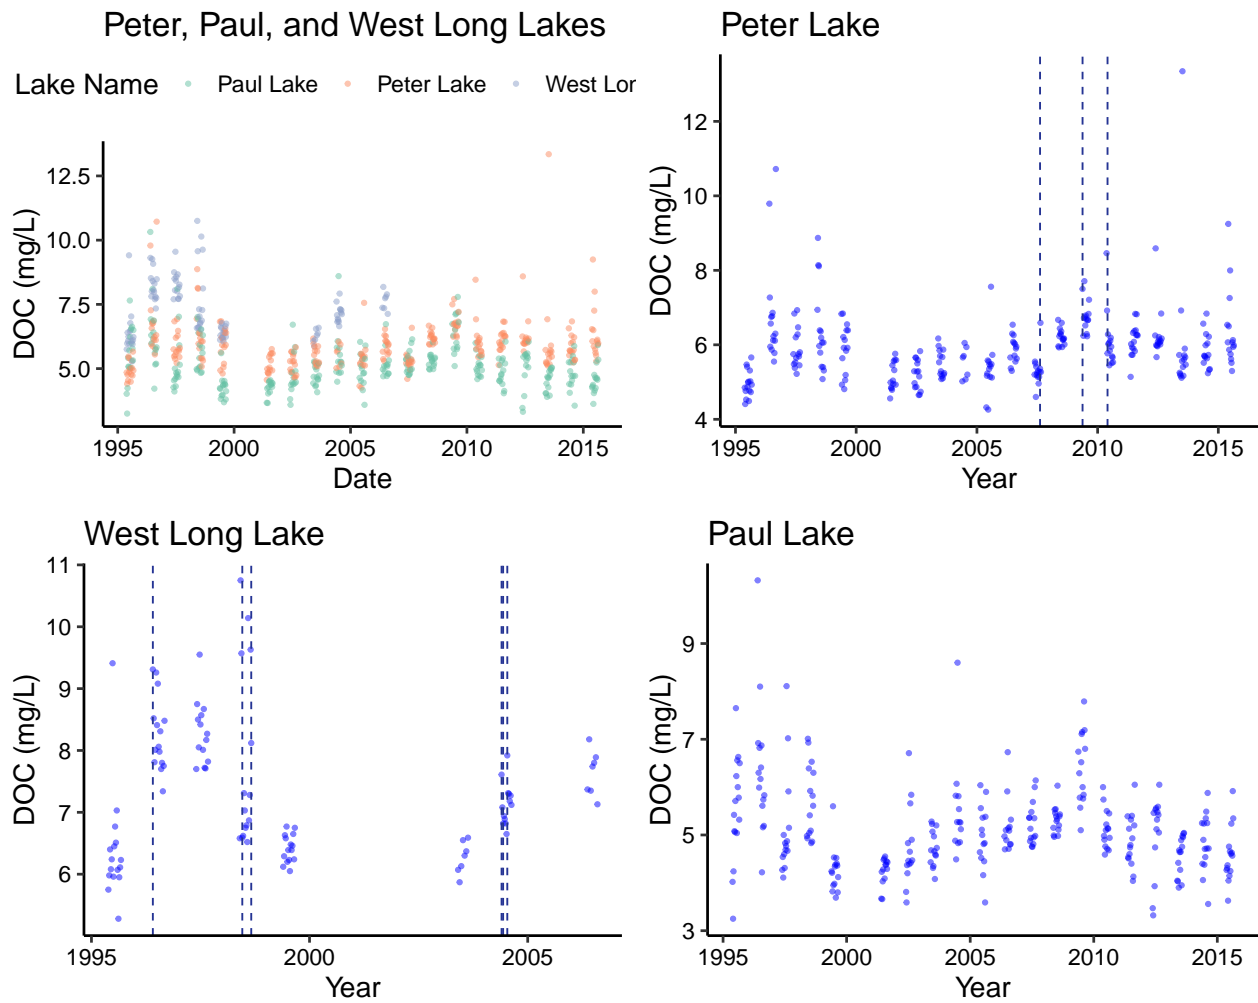 Peter, Paul, and West Long Lakes
Lake Name Paul Lake Peter Lake West Lor
12.5
10.0
7.5
5.0
DOC (mg/L)
1995 2000 2005 2010 2015
Date
Peter Lake
12
10
8
6
4
DOC (mg/L)
1995 2000 2005 2010 2015
Year
West Long Lake
11
10
9
8
7
6
DOC (mg/L)
1995 2000 2005
Year
Paul Lake
9
7
5
3
DOC (mg/L)
1995 2000 2005 2010 2015
Year